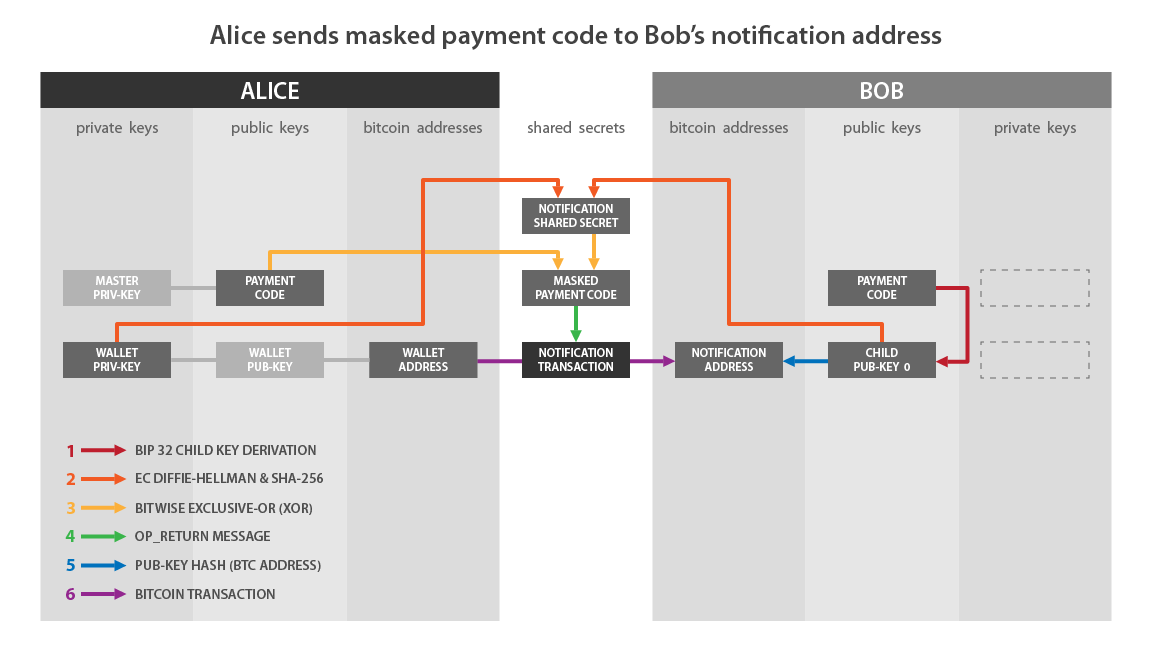 Alice sends masked payment code to Bob’s notification address
ALICE
BOB
private keys
public keys
bitcoin addresses
shared secrets
bitcoin addresses
public keys
private keys
NOTIFICATION
SHARED SECRET
MASTER
PRIV-KEY
PAYMENT
CODE
MASKED
PAYMENT CODE
PAYMENT
CODE
WALLET
PRIV-KEY
WALLET
PUB-KEY
WALLET
ADDRESS
NOTIFICATION
TRANSACTION
NOTIFICATION
ADDRESS
CHILD
PUB-KEY 0
1 BIP 32 CHILD KEY DERIVATION
2 EC DIFFIE-HELLMAN & SHA-256
3 BITWISE EXCLUSIVE-OR (XOR)
4 OP_RETURN MESSAGE
5 PUB-KEY HASH (BTC ADDRESS)
6 BITCOIN TRANSACTION